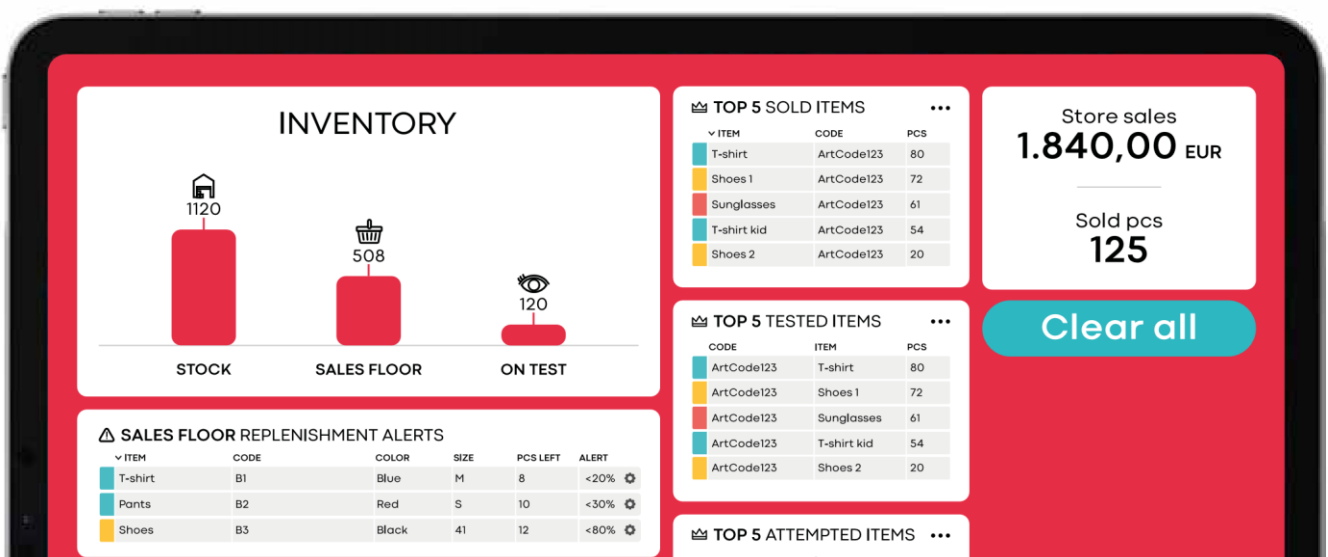 INVENTORY
1120
508
120
STOCK SALES FLOOR ON TEST
SALES FLOOR REPLENISHMENT ALERTS
ITEM CODE COLOR SIZE PCS LEFT ALERT
T-shirt B1 Blue M 8 <20%
Pants B2 Red S 10 <30%
Shoes B3 Black 41 12 <80%
TOP 5 SOLD ITEMS
ITEM CODE PCS
T-shirt ArtCode123 80
Shoes 1 ArtCode123 72
Sunglasses ArtCode123 61
T-shirt kid ArtCode123 54
Shoes 2 ArtCode123 20
TOP 5 TESTED ITEMS
CODE ITEM PCS
ArtCode123 T-shirt 80
ArtCode123 Shoes 1 72
ArtCode123 Sunglasses 61
ArtCode123 T-shirt kid 54
ArtCode123 Shoes 2 20
TOP 5 ATTEMPTED ITEMS
Store sales
1.840,00 EUR
Sold pcs
125
Clear all